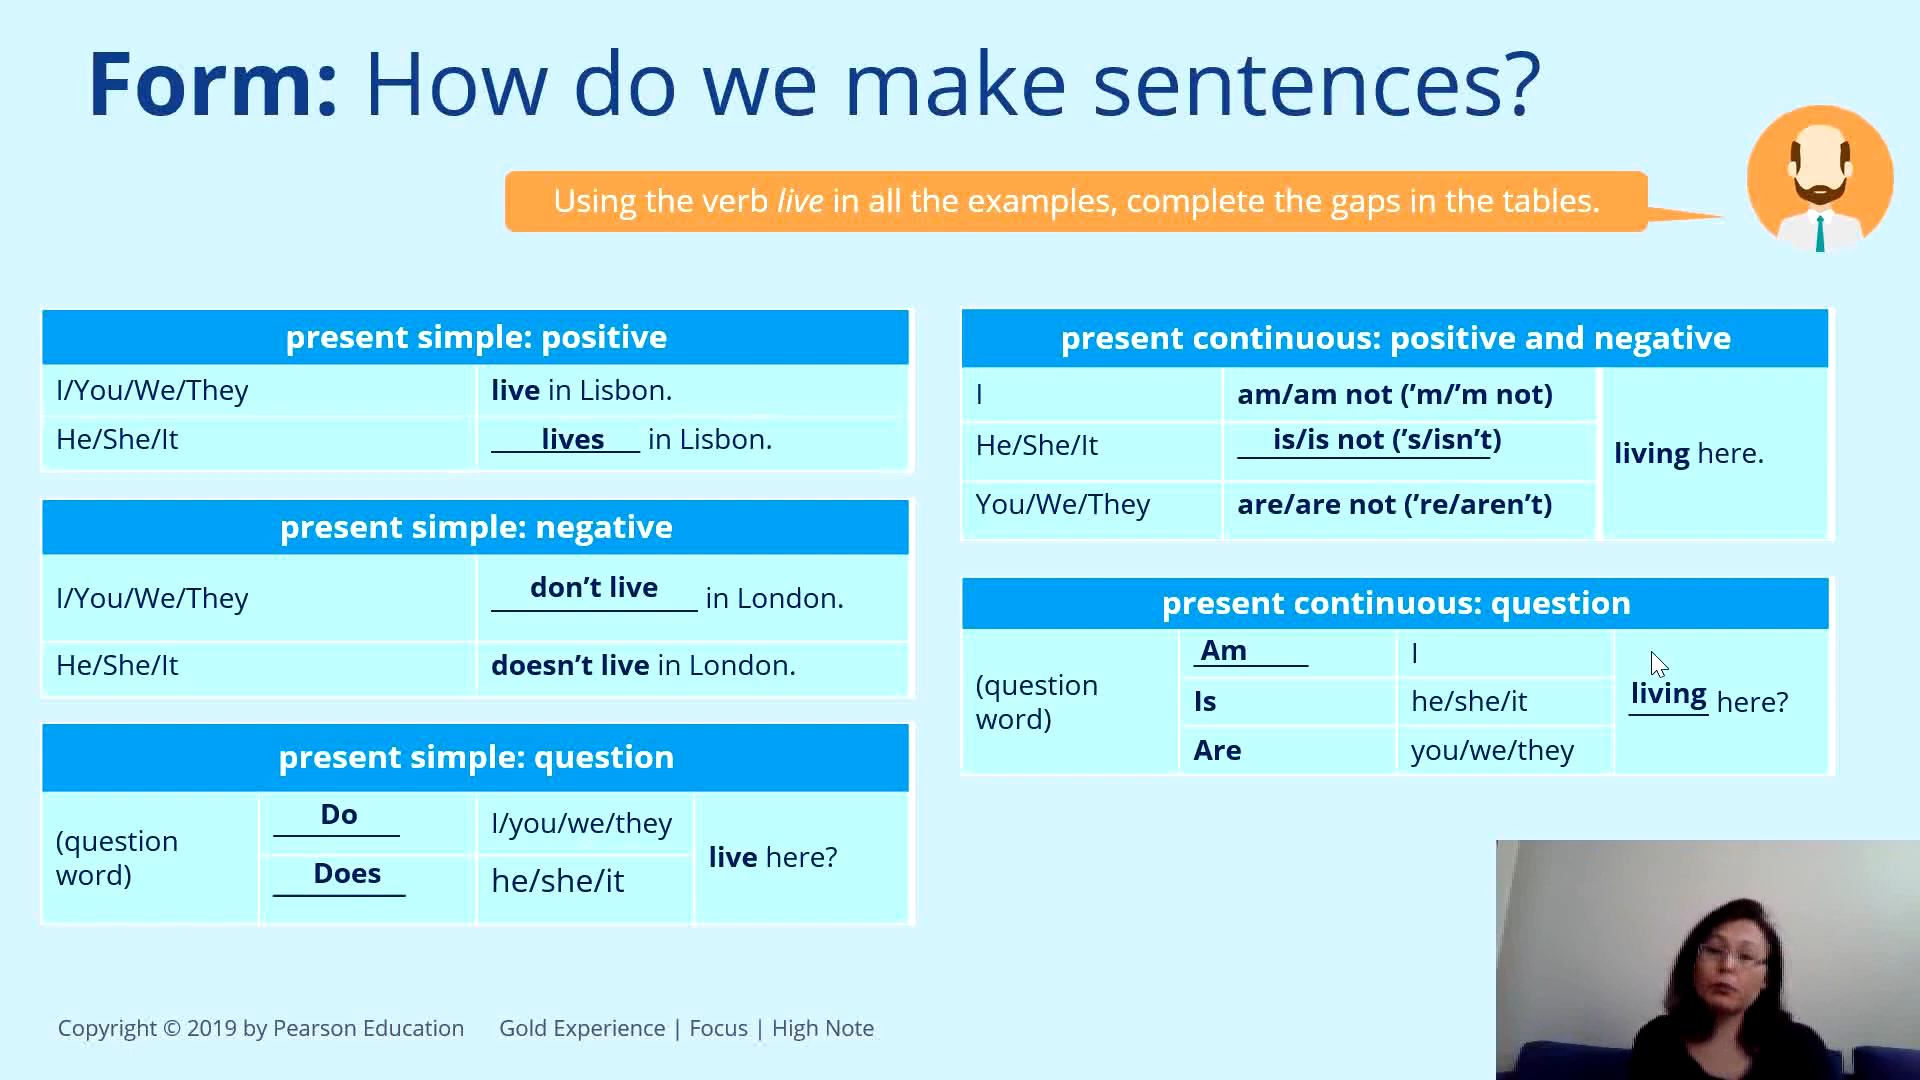 Form: How do we make sentences?
Using the verb live in all the examples, complete the gaps in the tables.
present simple: positive
I/You/We/They live in Lisbon.
He/She/It lives in Lisbon.
present simple: negative
I/You/We/They don’t live in London.
He/She/It doesn’t live in London.
present simple: question
(question word)
Do I/you/we/they
Does he/she/it
live here?
present continuous: positive and negative
I am/am not (’m/’m not)
He/She/It is/is not (’s/isn’t)
You/We/They are/are not (’re/aren’t)
living here.
present continuous: question
(question word)
Am I
Is he/she/it
Are you/we/they
living here?
Copyright © 2019 by Pearson Education Gold Experience | Focus | High Note